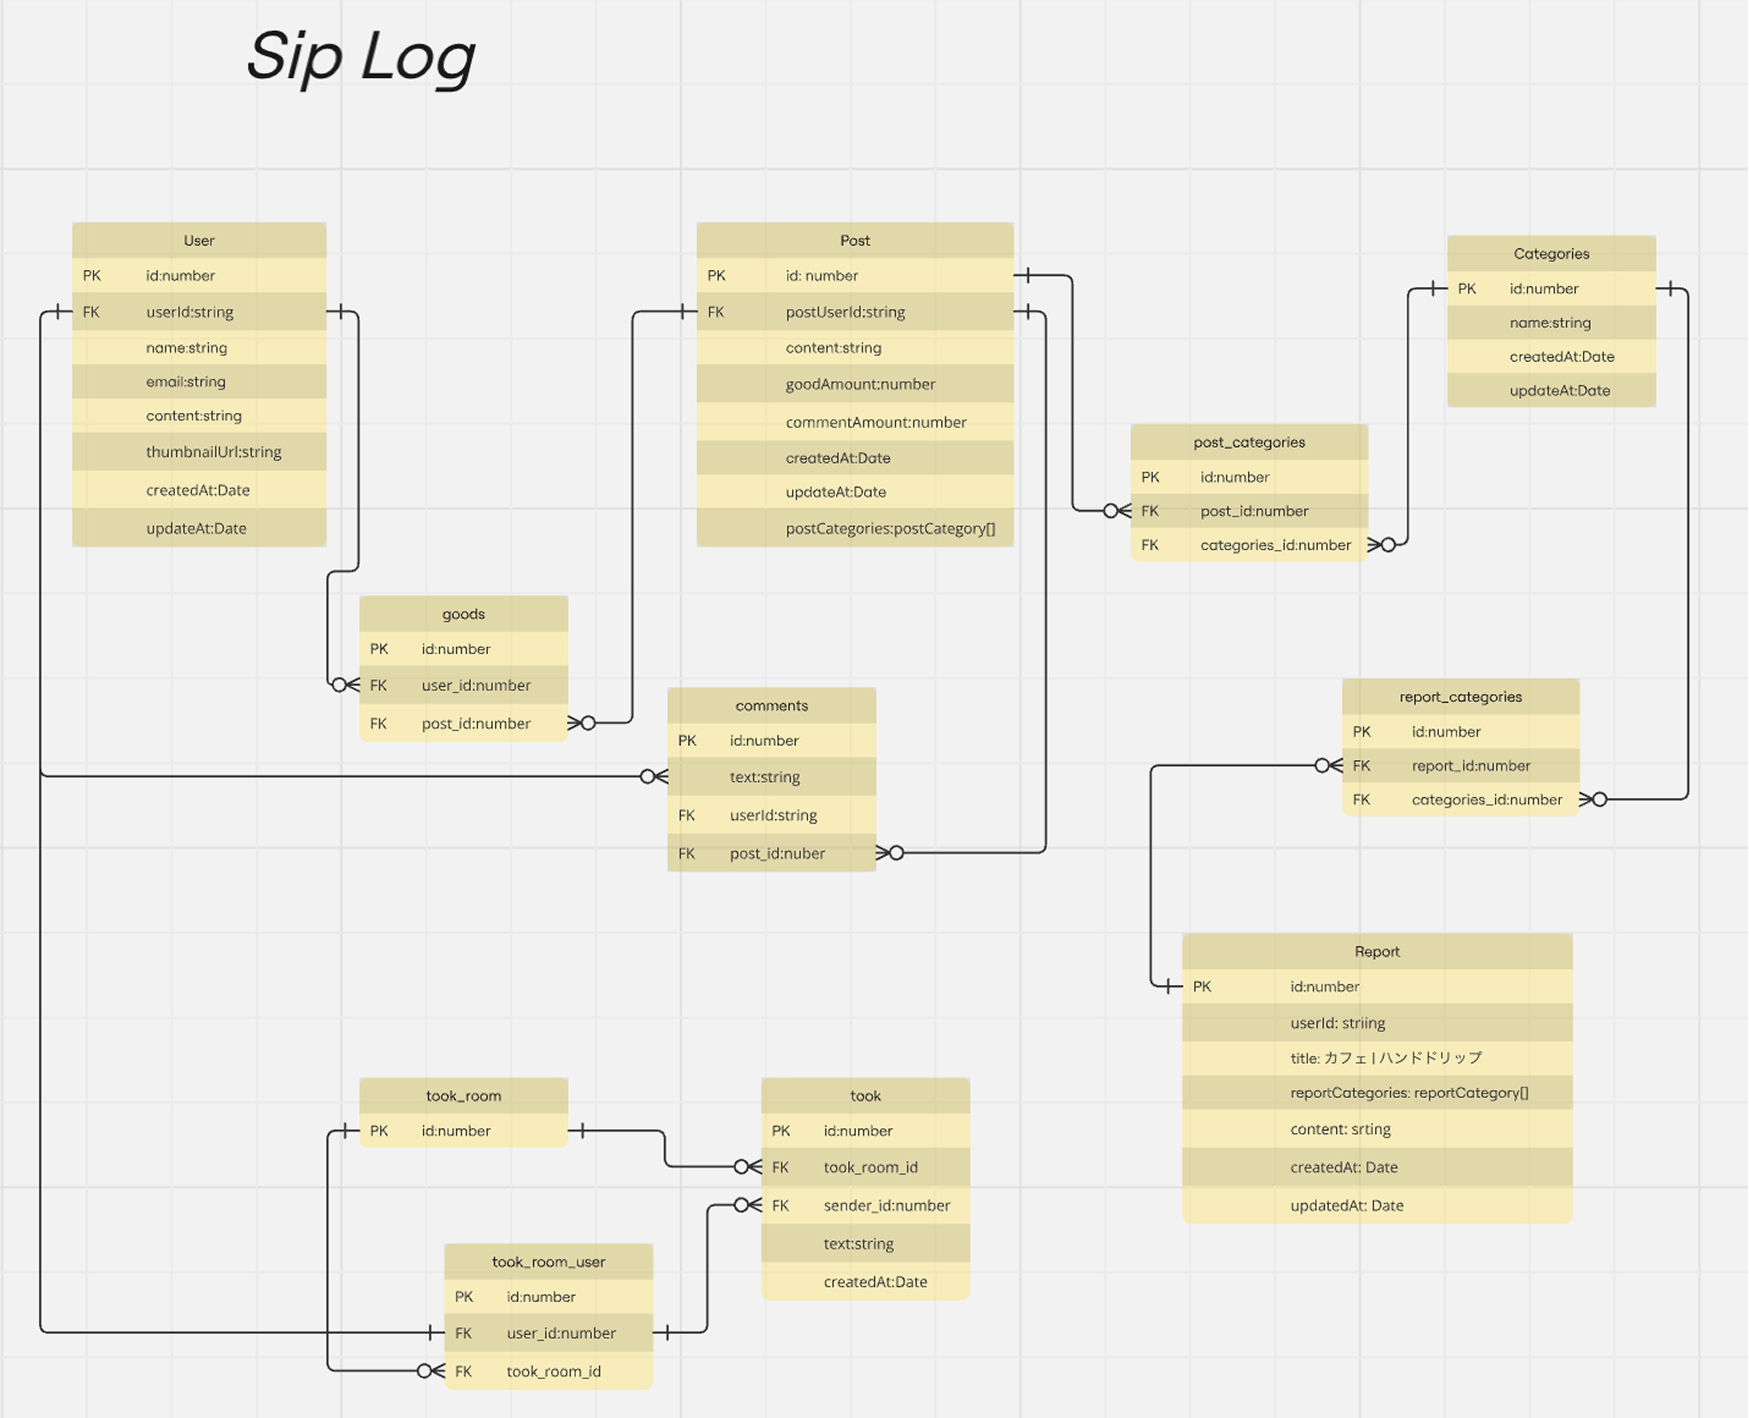 Sip Log
User
PK id:number
FK userId:string
name:string
email:string
content:string
thumbnailUrl:string
createdAt:Date
updateAt:Date
Post
PK id: number
FK postUserId:string
content:string
goodAmount:number
commentAmount:number
createdAt:Date
updateAt:Date
postCategories:postCategory[]
Categories
PK id:number
name:string
createdAt:Date
updateAt:Date
post_categories
PK id:number
FK post_id:number
FK categories_id:number
goods
PK id:number
FK user_id:number
FK post_id:number
comments
PK id:number
text:string
FK userId:string
FK post_id:nuber
report_categories
PK id:number
FK report_id:number
FK categories_id:number
Report
PK id:number
userId: striing
title: カフェ | ハンドドリップ
reportCategories: reportCategory[]
content: srting
createdAt: Date
updatedAt: Date
took_room
PK id:number
took
PK id:number
FK took_room_id
FK sender_id:number
text:string
createdAt:Date
took_room_user
PK id:number
FK user_id:number
FK took_room_id